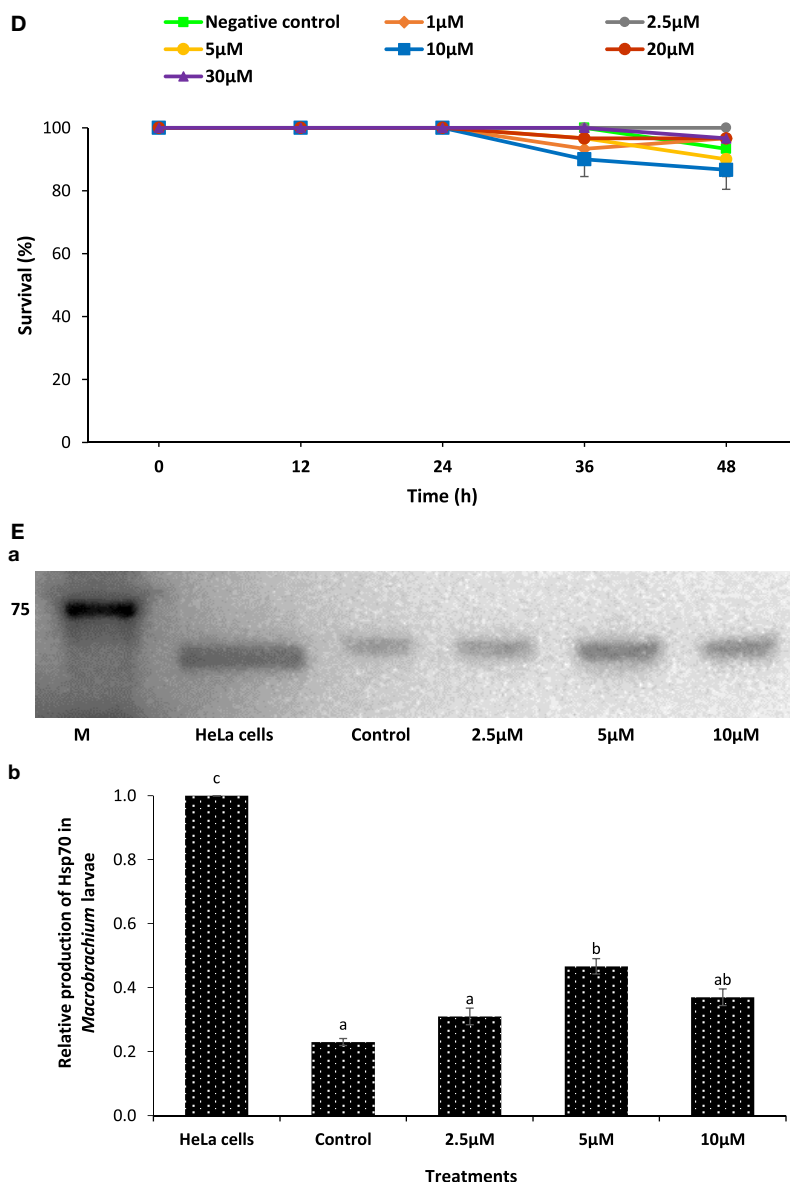 D
Negative control 1µM 2.5µM
5µM 10µM 20µM
30µM
100
80
60
40
20
0
Survival (%)
0 12 24 36 48
Time (h)
E
a
75
M HeLa cells Control 2.5µM 5µM 10µM
b
Relative production of Hsp70 in
Macrobrachium larvae
1.0
0.8
0.6
0.4
0.2
0.0
c
a
a
b
ab
HeLa cells Control 2.5µM 5µM 10µM
Treatments